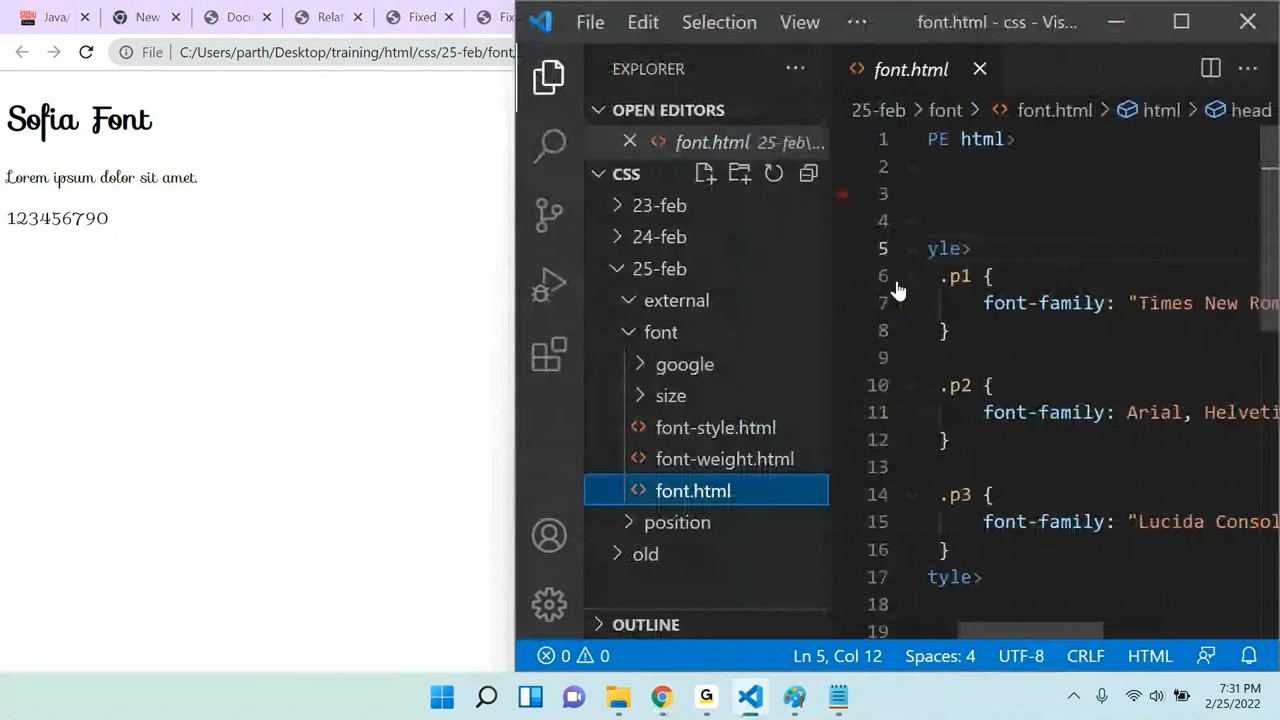 Java/
New
Docu
Relat
Fixed
Fix
File C:/Users/parth/Desktop/training/html/css/25-feb/font
Sofia Font
Lorem ipsum dolor sit amet.
123456790
File Edit Selection View ··· font.html - css - Vis...
EXPLORER ···
OPEN EDITORS
font.html 25-feb\...
CSS
23-feb
24-feb
25-feb
external
font
google
size
font-style.html
font-weight.html
font.html
position
old
OUTLINE
font.html
25-feb > font > font.html > html > head
1 PE html>
2
3
4
5 yle>
6 .p1 {
7 font-family: "Times New Rom
8 }
9
10 .p2 {
11 font-family: Arial, Helveti
12 }
13
14 .p3 {
15 font-family: "Lucida Consol
16 }
17 tyle>
18
19
0 0 Ln 5, Col 12 Spaces: 4 UTF-8 CRLF HTML
G
7:31 PM
2/25/2022